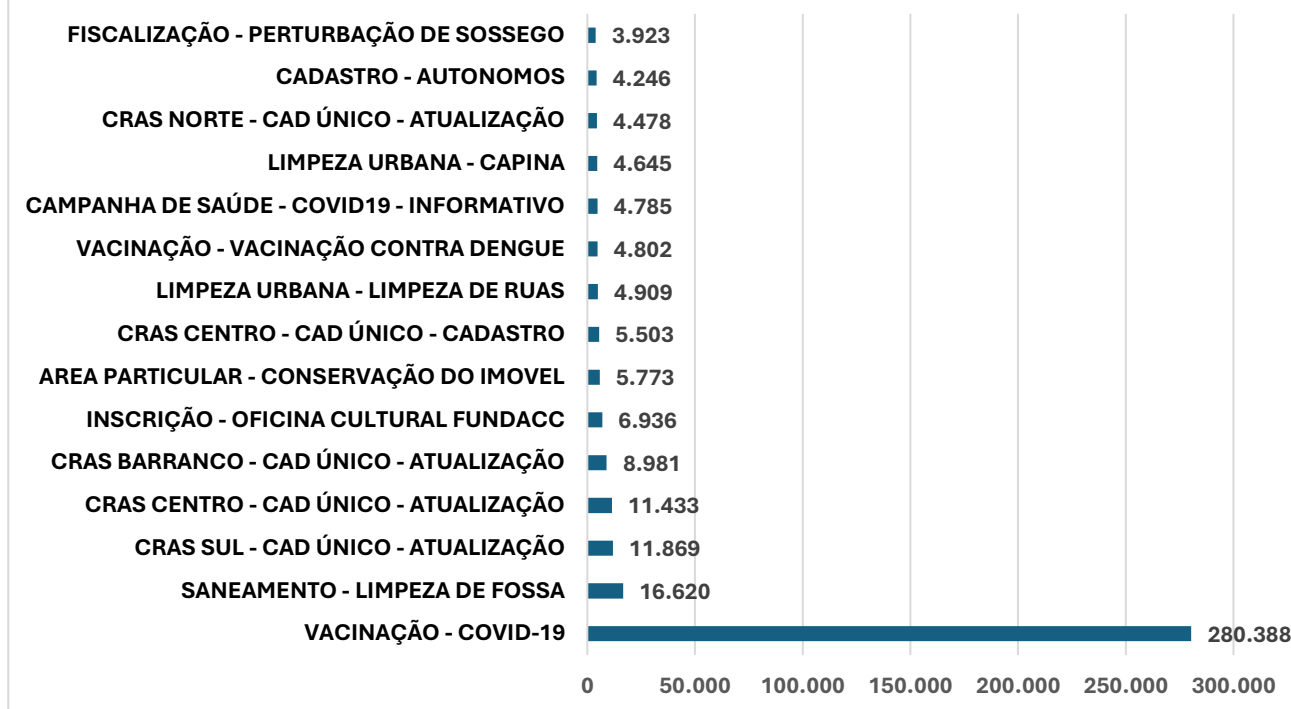 FISCALIZAÇÃO - PERTURBAÇÃO DE SOSSEGO 3.923
CADASTRO - AUTONOMOS 4.246
CRAS NORTE - CAD ÚNICO - ATUALIZAÇÃO 4.478
LIMPEZA URBANA - CAPINA 4.645
CAMPANHA DE SAÚDE - COVID19 - INFORMATIVO 4.785
VACINAÇÃO - VACINAÇÃO CONTRA DENGUE 4.802
LIMPEZA URBANA - LIMPEZA DE RUAS 4.909
CRAS CENTRO - CAD ÚNICO - CADASTRO 5.503
AREA PARTICULAR - CONSERVAÇÃO DO IMOVEL 5.773
INSCRIÇÃO - OFICINA CULTURAL FUNDACC 6.936
CRAS BARRANCO - CAD ÚNICO - ATUALIZAÇÃO 8.981
CRAS CENTRO - CAD ÚNICO - ATUALIZAÇÃO 11.433
CRAS SUL - CAD ÚNICO - ATUALIZAÇÃO 11.869
SANEAMENTO - LIMPEZA DE FOSSA 16.620
VACINAÇÃO - COVID-19 280.388
0 50.000 100.000 150.000 200.000 250.000 300.000